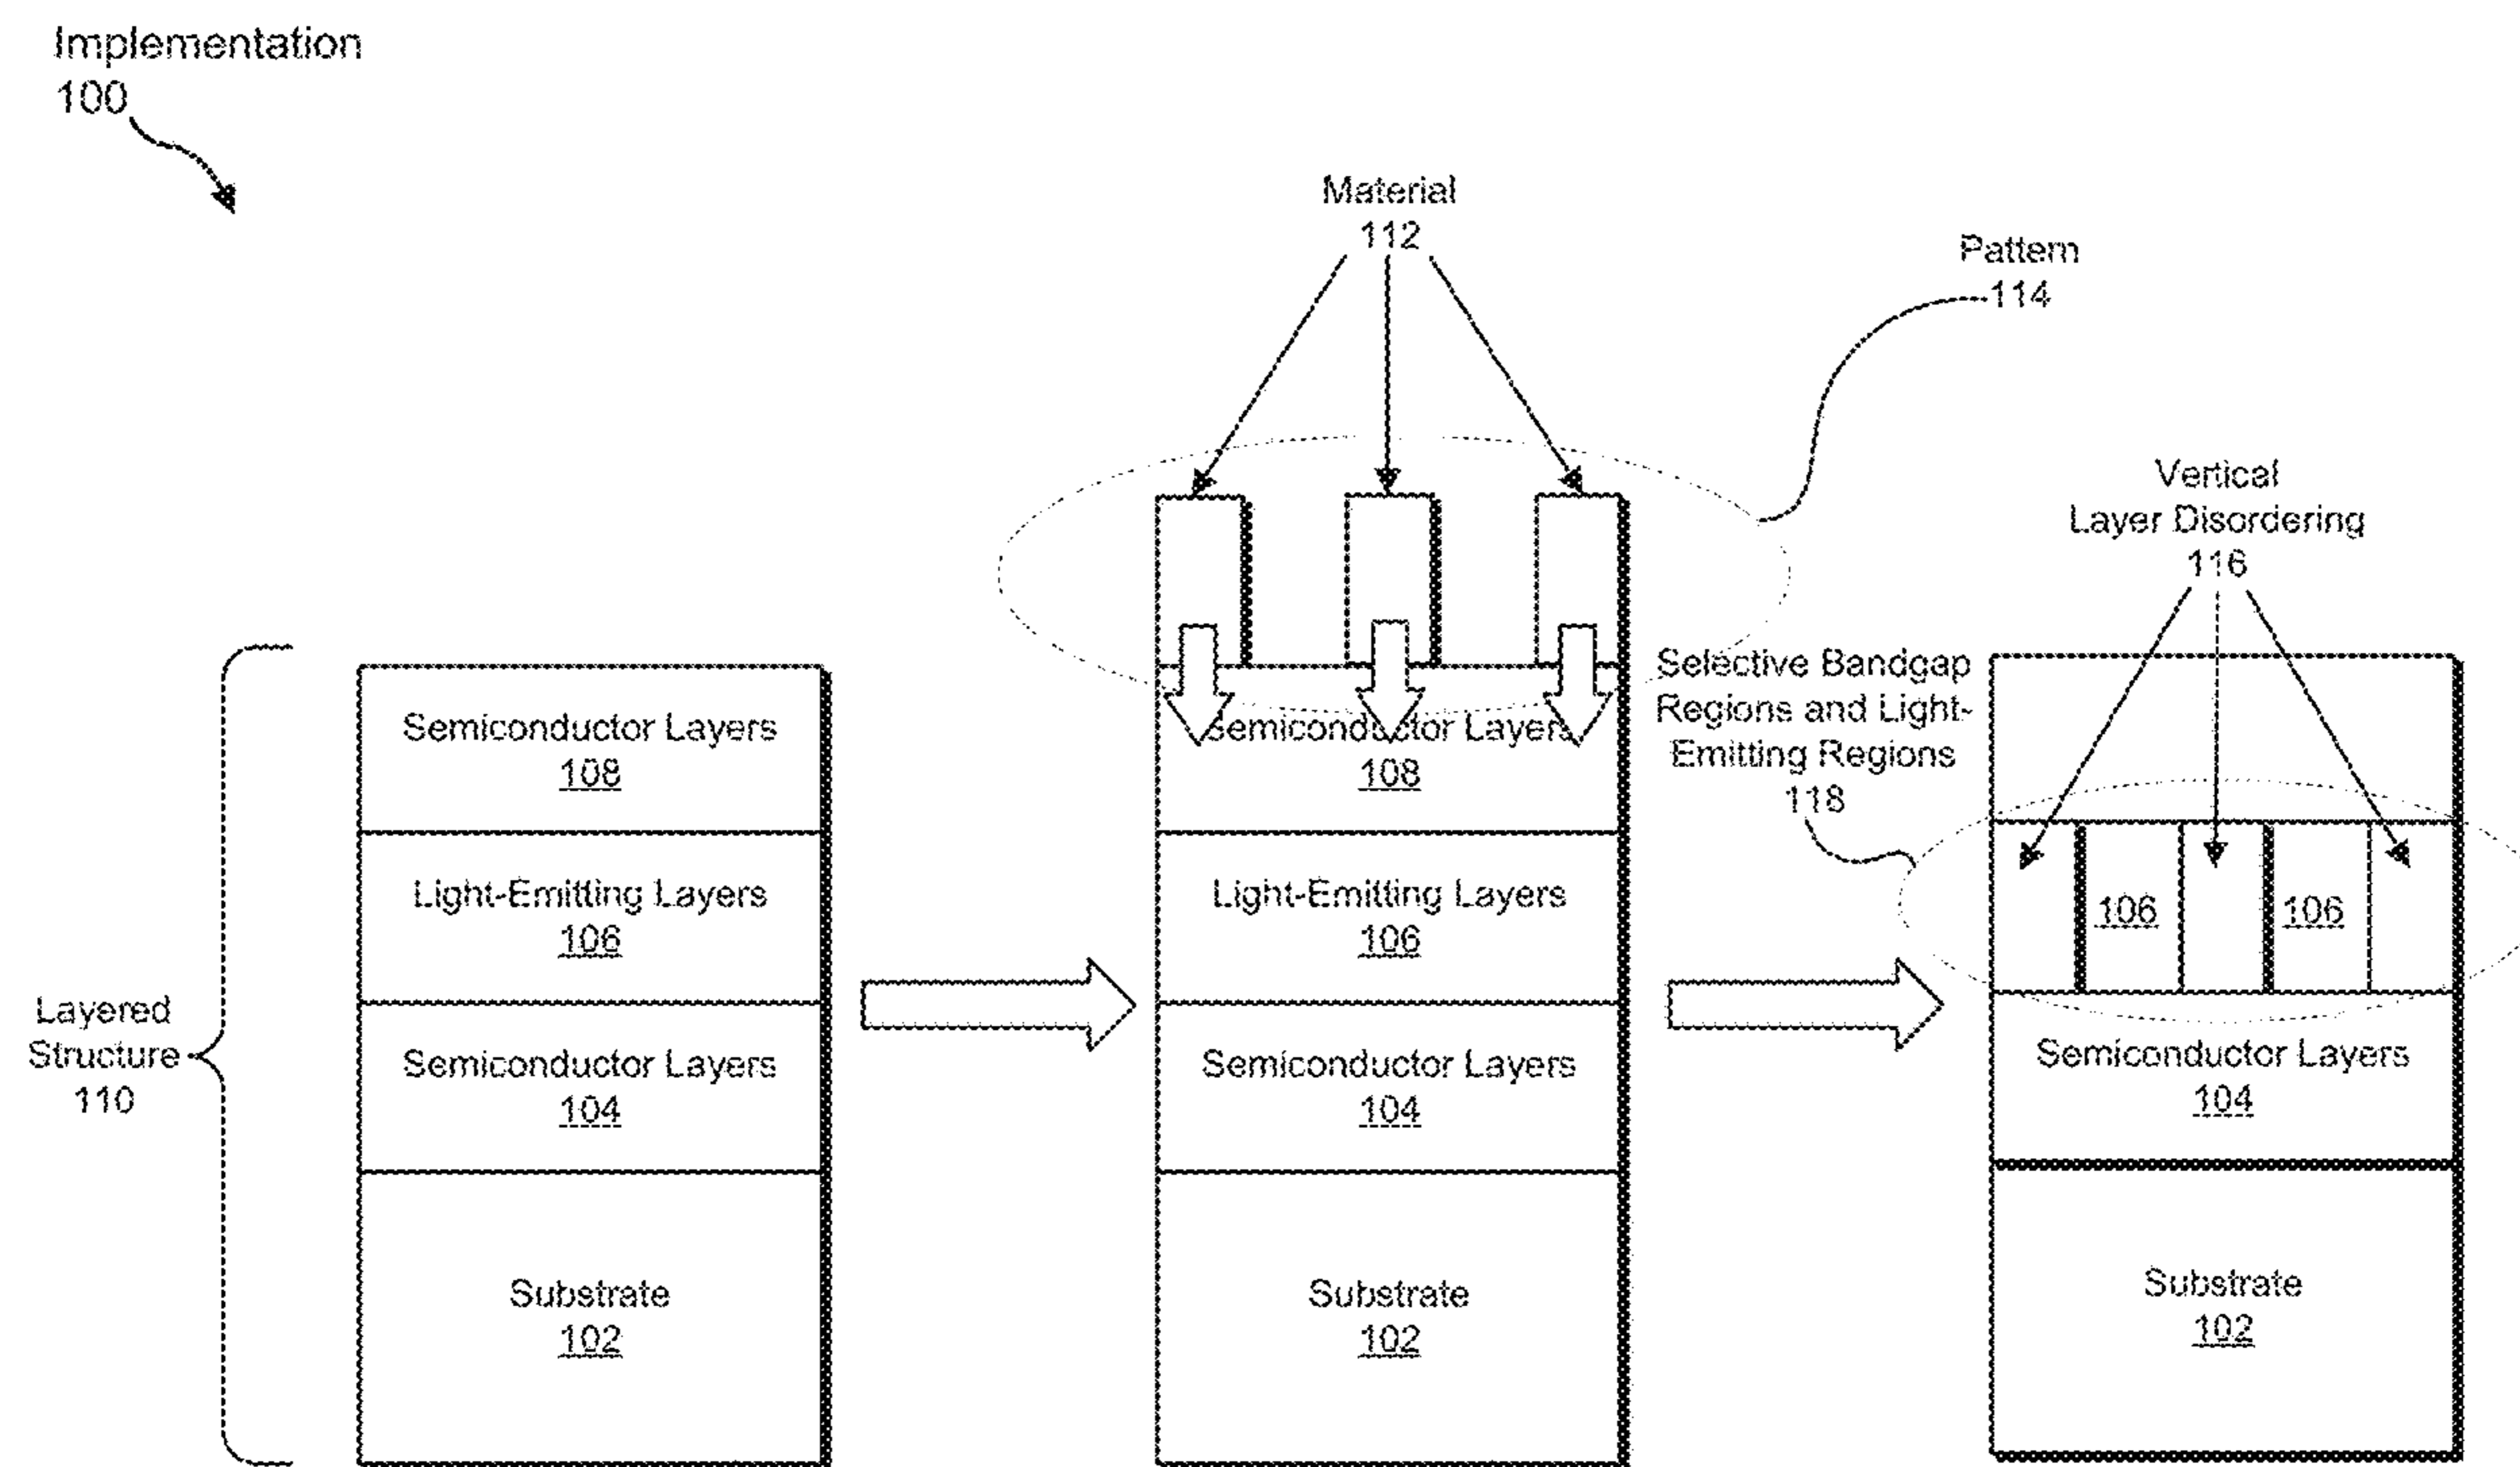 Implementation
100
Material
112
Pattern
114
Vertical
Layer Disordering
116
Selective Bandgap
Regions and Light-
Emitting Regions
118
Layered
Structure
110
Semiconductor Layers
108
Light-Emitting Layers
106
Semiconductor Layers
104
Substrate
102
Semiconductor Layers
108
Light-Emitting Layers
106
Semiconductor Layers
104
Substrate
102
106 106
Semiconductor Layers
104
Substrate
102